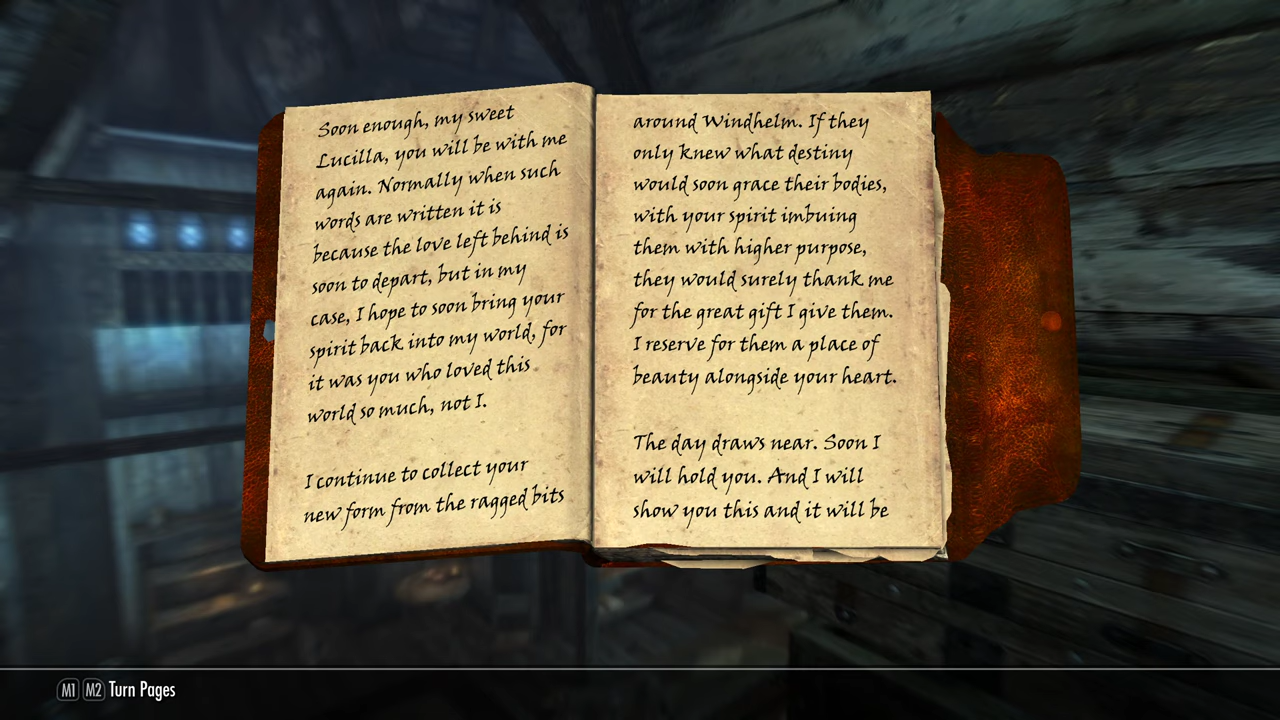 Soon enough, my sweet
Lucilla, you will be with me
again. Normally when such
words are written it is
because the love left behind is
soon to depart, but in my
case, I hope to soon bring your
spirit back into my world, for
it was you who loved this
world so much, not I.
I continue to collect your
new form from the ragged bits
around Windhelm. If they
only knew what destiny
would soon grace their bodies,
with your spirit imbuing
them with higher purpose,
they would surely thank me
for the great gift I give them.
I reserve for them a place of
beauty alongside your heart.
The day draws near. Soon I
will hold you. And I will
show you this and it will be
M1 M2 Turn Pages